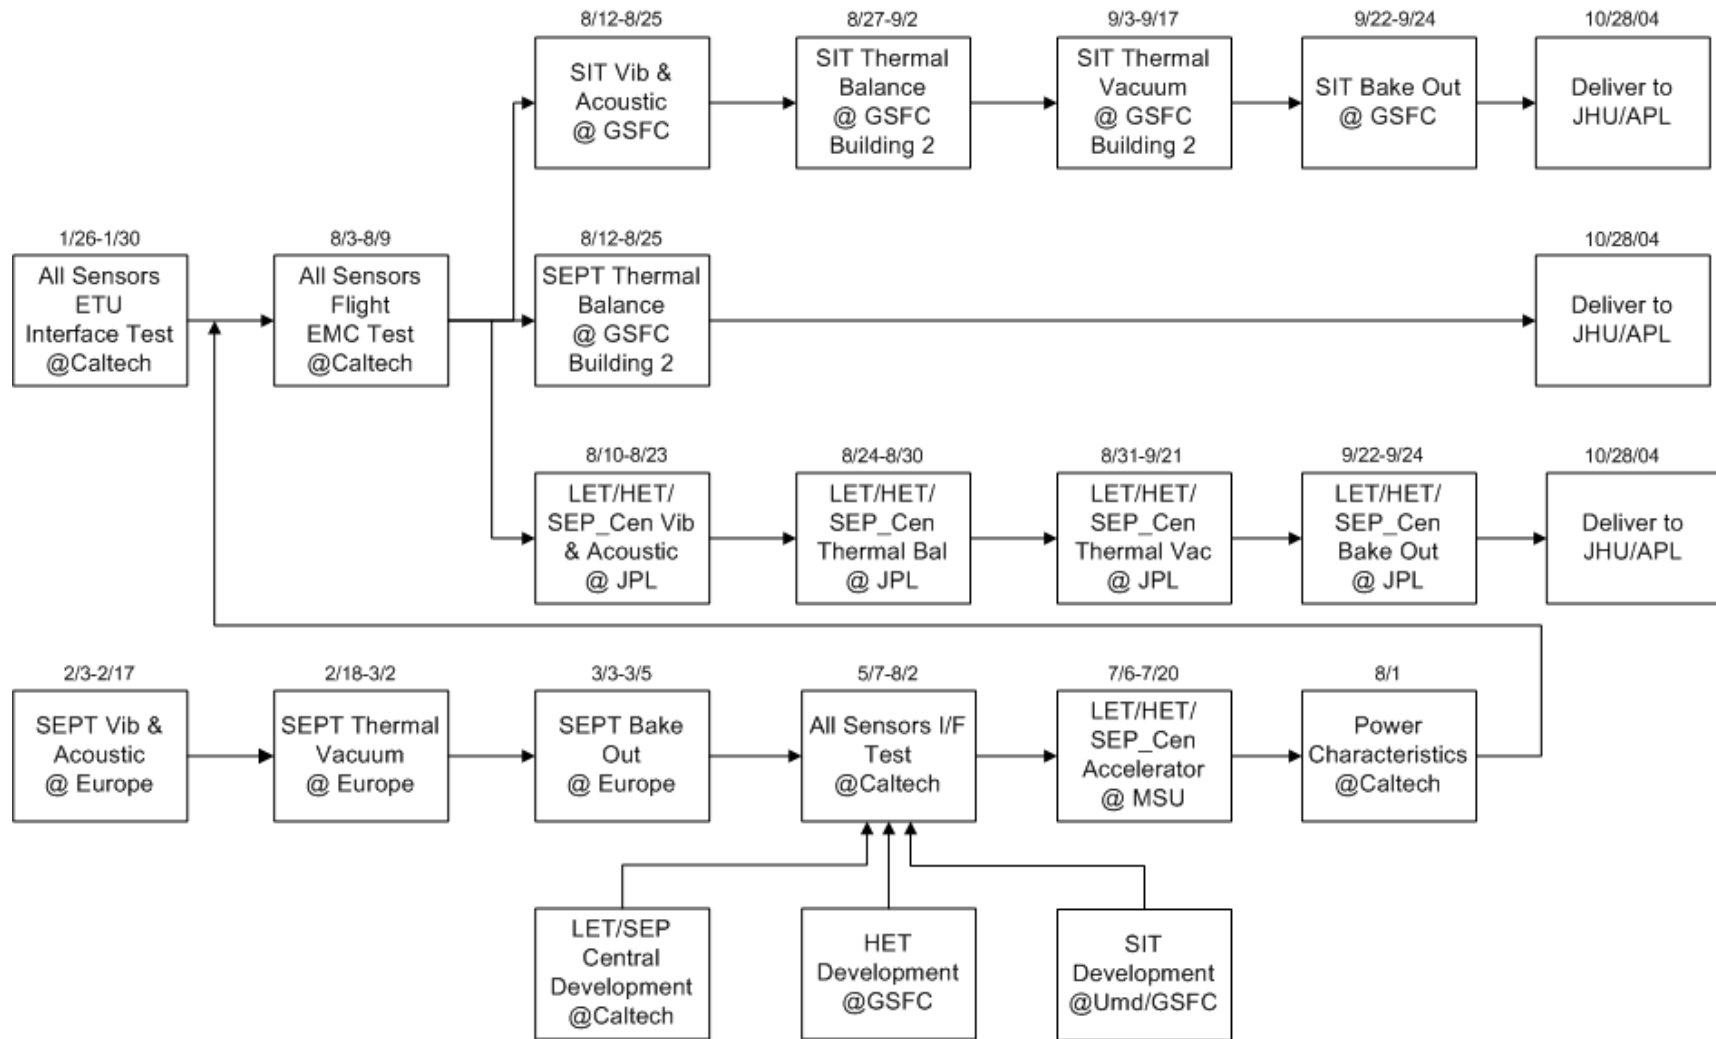 8/12-8/25
SIT Vib &
Acoustic
@ GSFC
8/27-9/2
SIT Thermal
Balance
@ GSFC
Building 2
9/3-9/17
SIT Thermal
Vacuum
@ GSFC
Building 2
9/22-9/24
SIT Bake Out
@ GSFC
10/28/04
Deliver to
JHU/APL
1/26-1/30
All Sensors
ETU
Interface Test
@Caltech
8/3-8/9
All Sensors
Flight
EMC Test
@Caltech
8/12-8/25
SEPT Thermal
Balance
@ GSFC
Building 2
10/28/04
Deliver to
JHU/APL
8/10-8/23
LET/HET/
SEP_Cen Vib
& Acoustic
@ JPL
8/24-8/30
LET/HET/
SEP_Cen
Thermal Bal
@ JPL
8/31-9/21
LET/HET/
SEP_Cen
Thermal Vac
@ JPL
9/22-9/24
LET/HET/
SEP_Cen
Bake Out
@ JPL
10/28/04
Deliver to
JHU/APL
2/3-2/17
SEPT Vib &
Acoustic
@ Europe
2/18-3/2
SEPT Thermal
Vacuum
@ Europe
3/3-3/5
SEPT Bake
Out
@ Europe
5/7-8/2
All Sensors I/F
Test
@Caltech
7/6-7/20
LET/HET/
SEP_Cen
Accelerator
@ MSU
8/1
Power
Characteristics
@Caltech
LET/SEP
Central
Development
@Caltech
HET
Development
@GSFC
SIT
Development
@Umd/GSFC